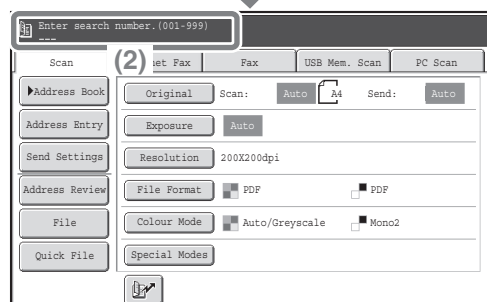 Enter search number.(001-999)
___
(2)
Scan et Fax Fax USB Mem. Scan PC Scan
Address Book Original Scan: Auto A4 Send: Auto
Address Entry Exposure Auto
Send Settings Resolution 200X200dpi
Address Review File Format PDF PDF
File Colour Mode Auto/Greyscale Mono2
Quick File Special Modes